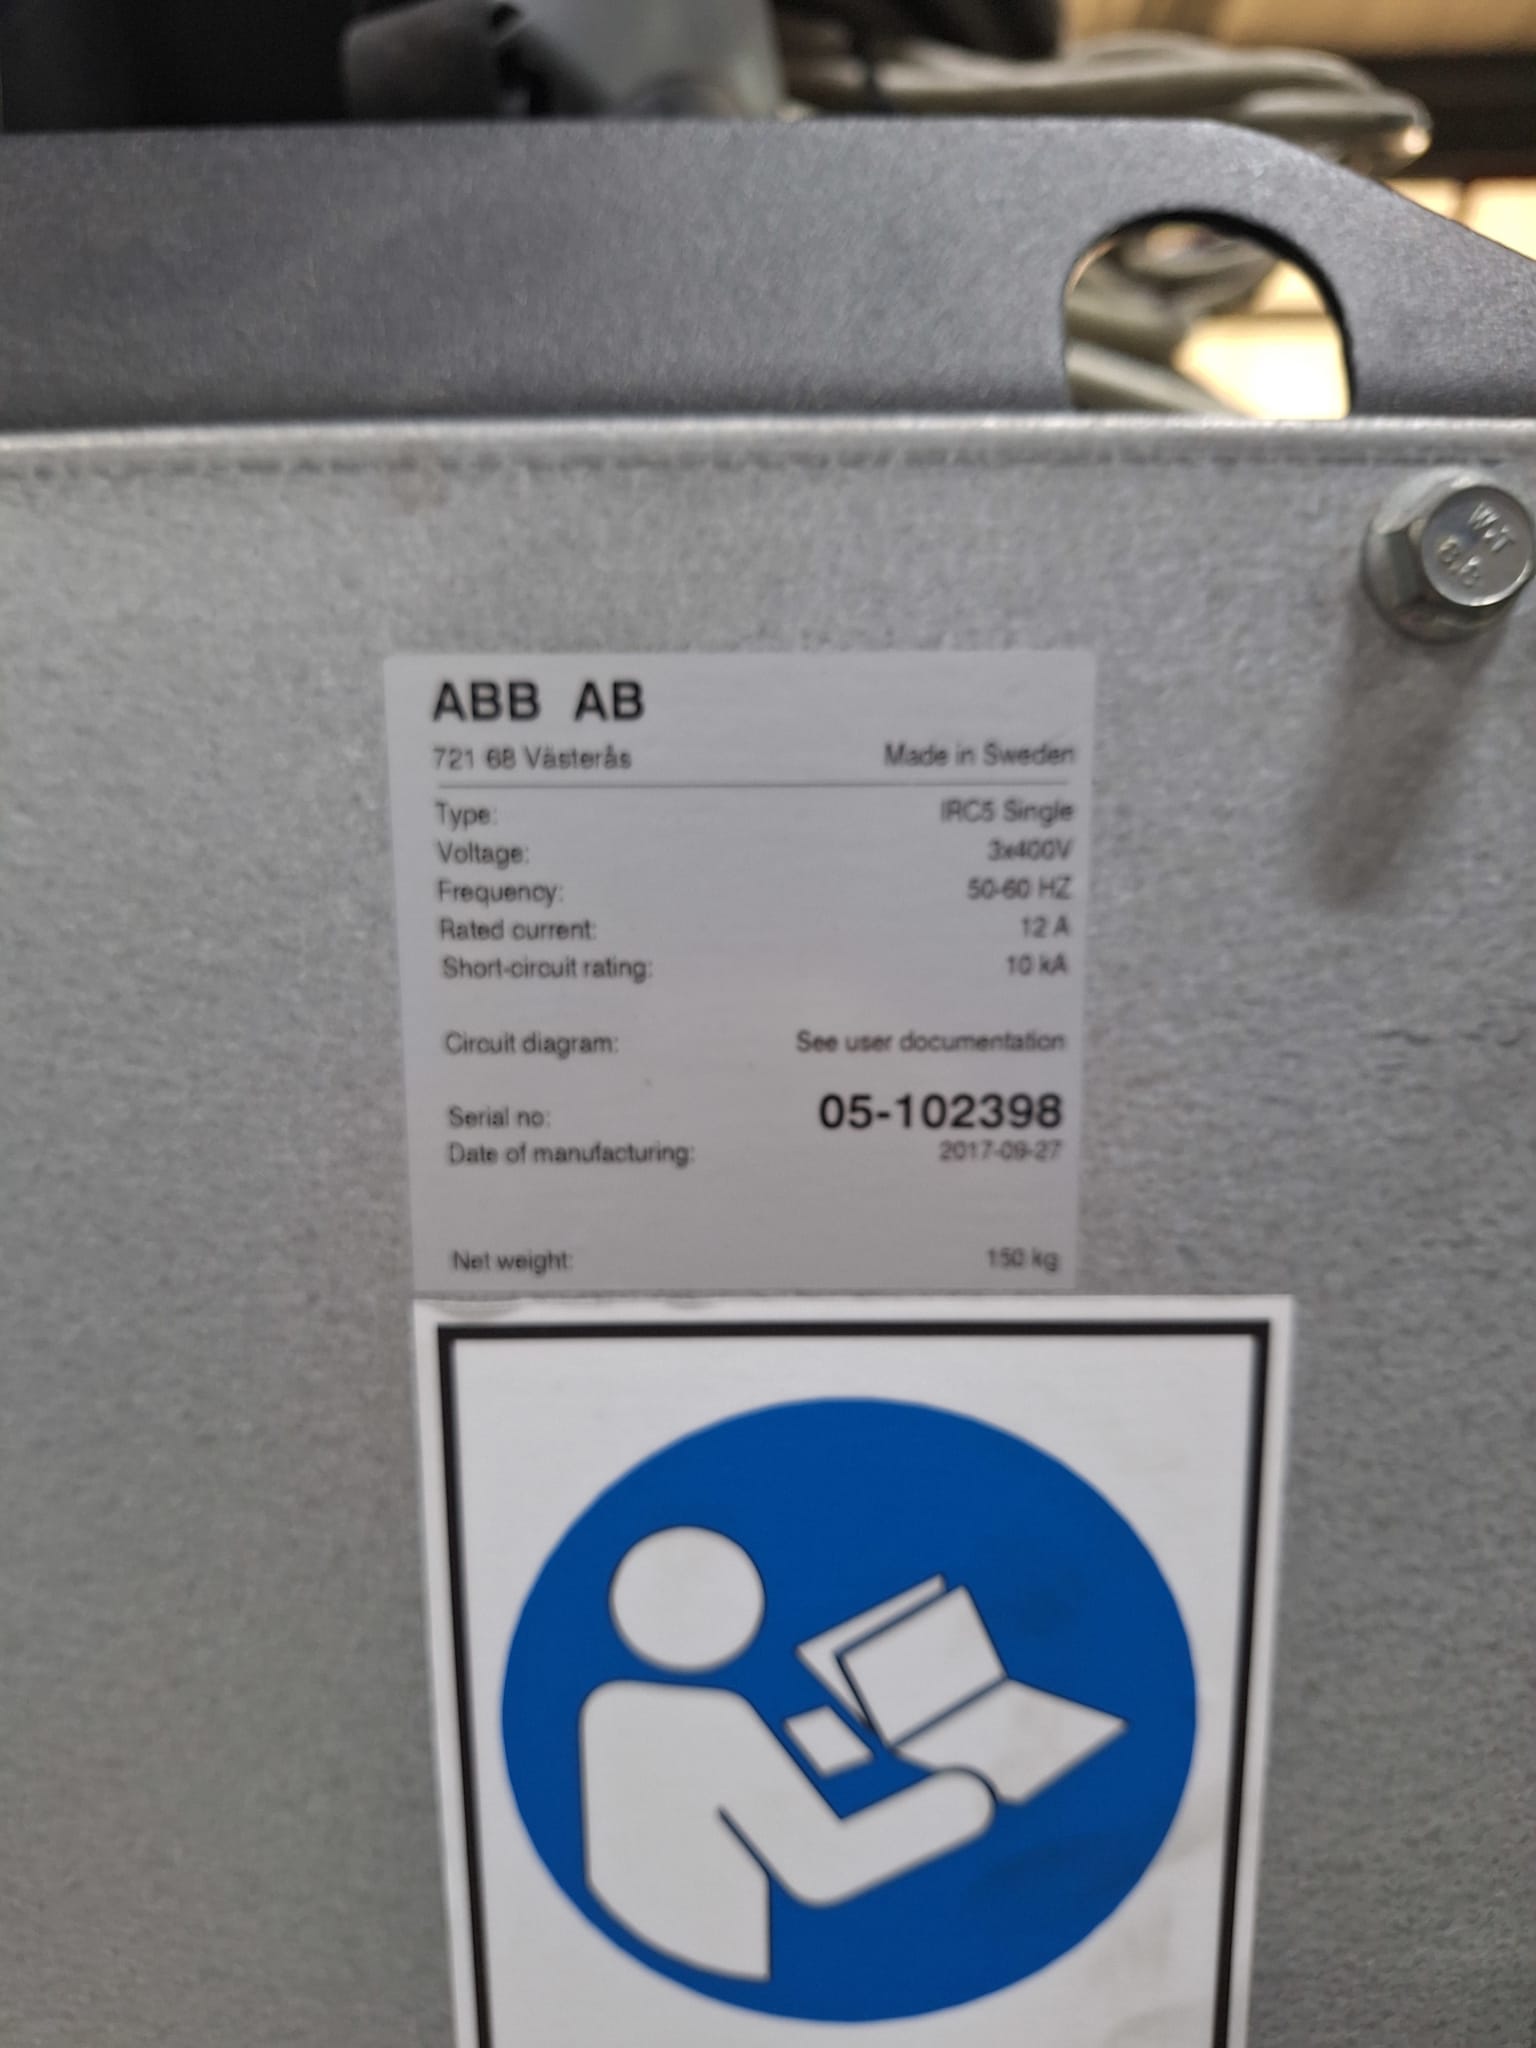 W.T
8.8
ABB AB
721 68 Västerås Made in Sweden
Type: IRC5 Single
Voltage: 3x400V
Frequency: 50-60 HZ
Rated current: 12 A
Short-circuit rating: 10 kA
Circuit diagram: See user documentation
Serial no: 05-102398
Date of manufacturing: 2017-09-27
Net weight: 150 kg